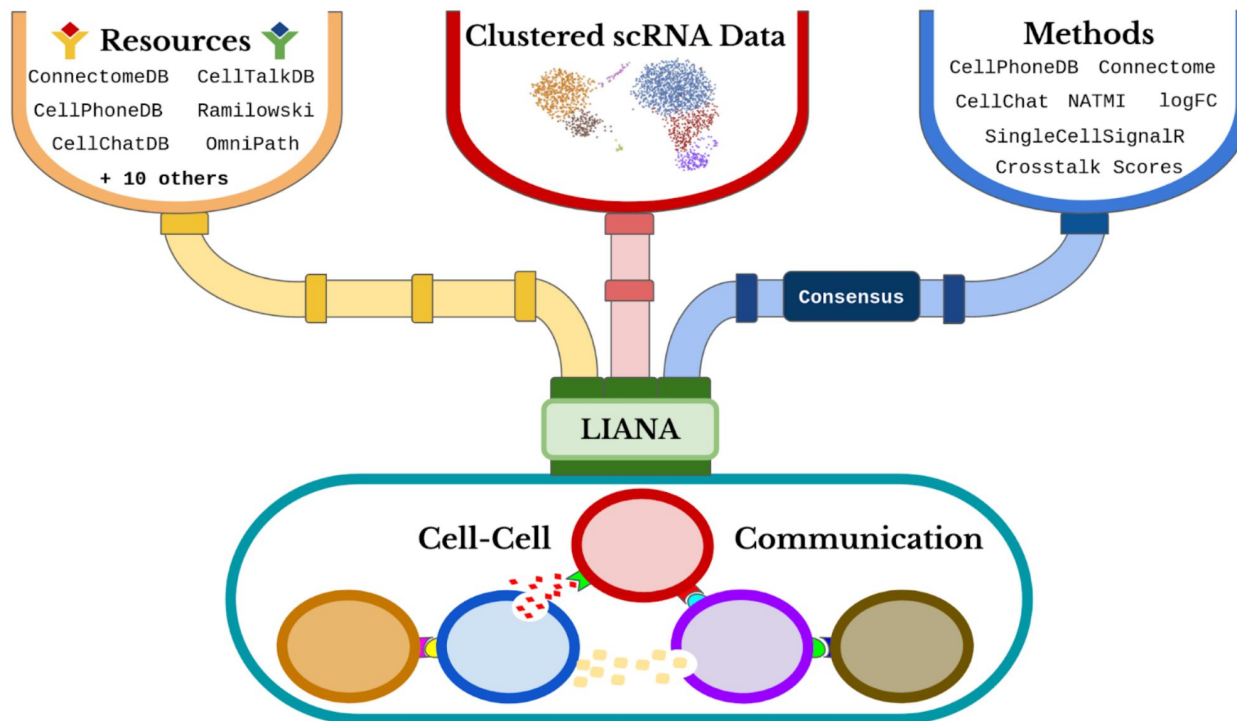 Resources
ConnectomeDB CellTalkDB
CellPhoneDB Ramilowski
CellChatDB OmniPath
+ 10 others
Clustered scRNA Data
Methods
CellPhoneDB Connectome
CellChat NATMI logFC
SingleCellSignalR
Crosstalk Scores
Consensus
LIANA
Cell-Cell Communication